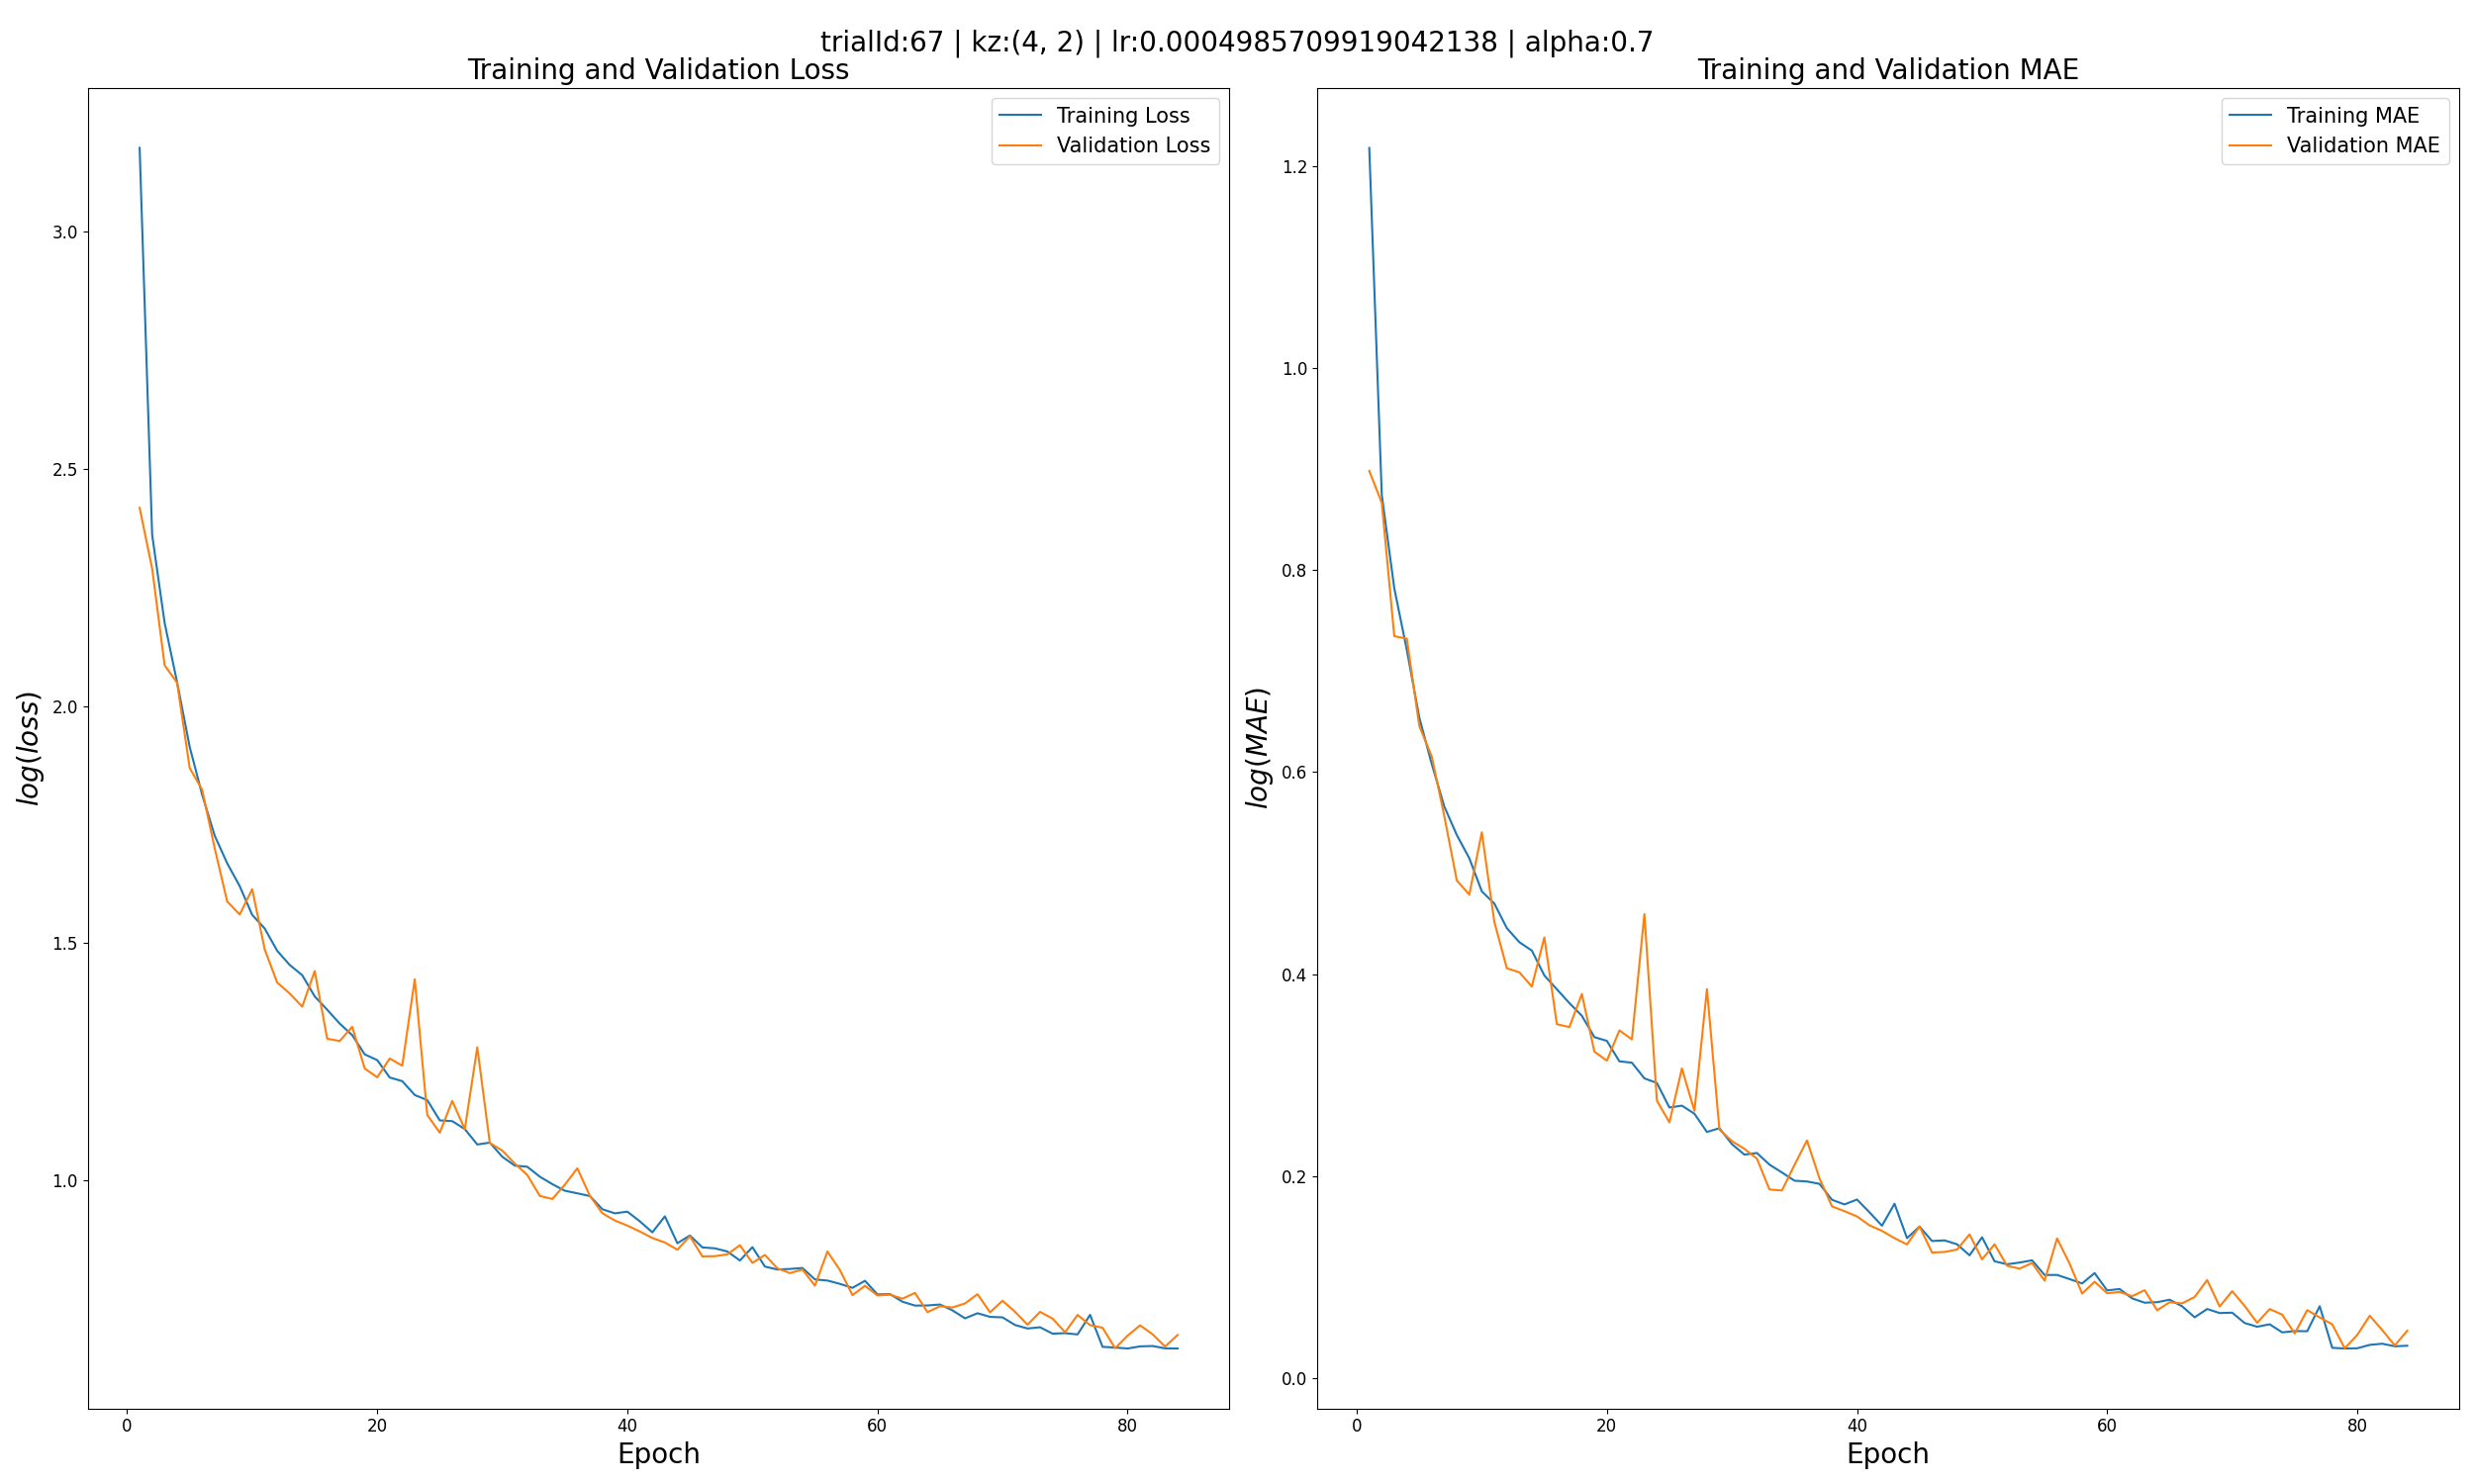 trialId:67 | kz:(4, 2) | lr:0.0004985709919042138 | alpha:0.7
Training and Validation Loss
Training Loss
Validation Loss
3.0
2.5
2.0
1.5
1.0
log(loss)
0 20 40 60 80
Epoch
Training and Validation MAE
Training MAE
Validation MAE
1.2
1.0
0.8
0.6
0.4
0.2
0.0
log(MAE)
0 20 40 60 80
Epoch